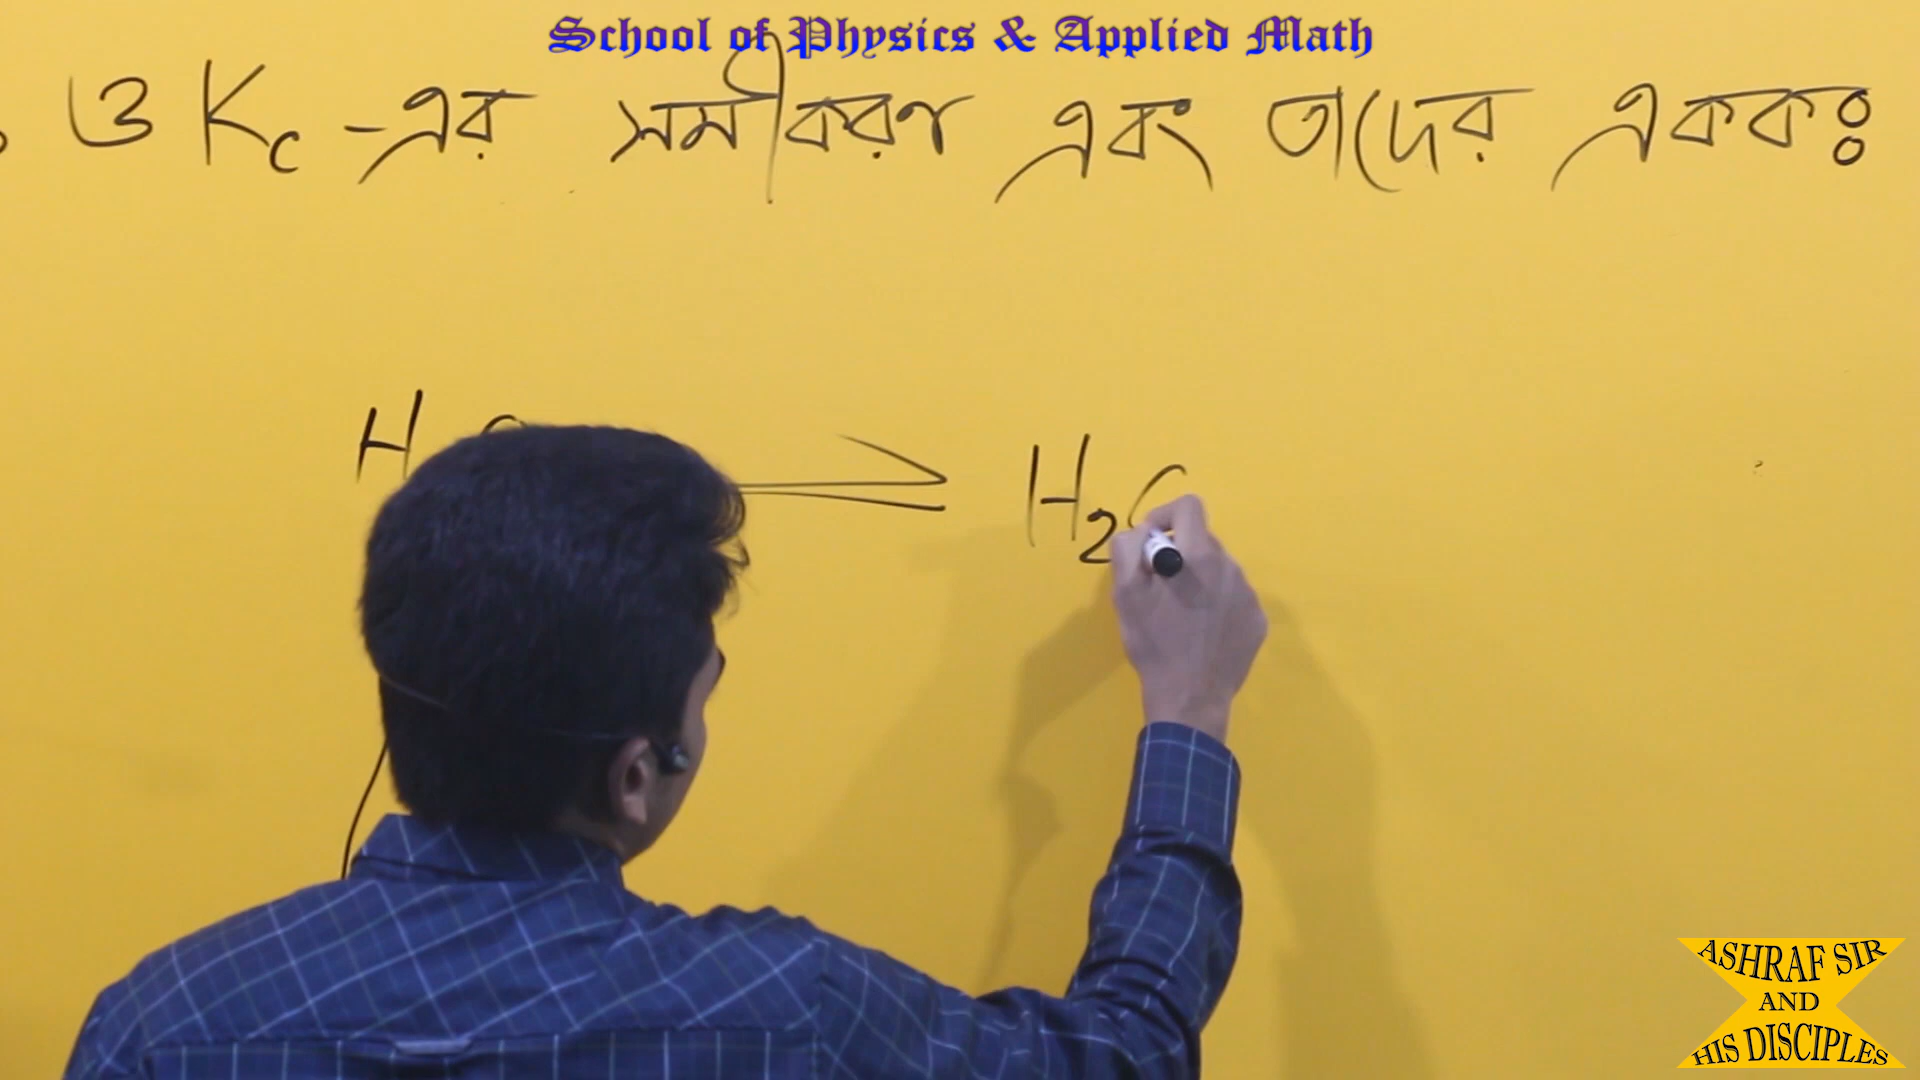 School of Physics & Applied Math
ও Kc -এর সমীকরণ এবং তাদের এককঃ
H
⇌ H2
ASHRAF SIR
AND
HIS DISCIPLES